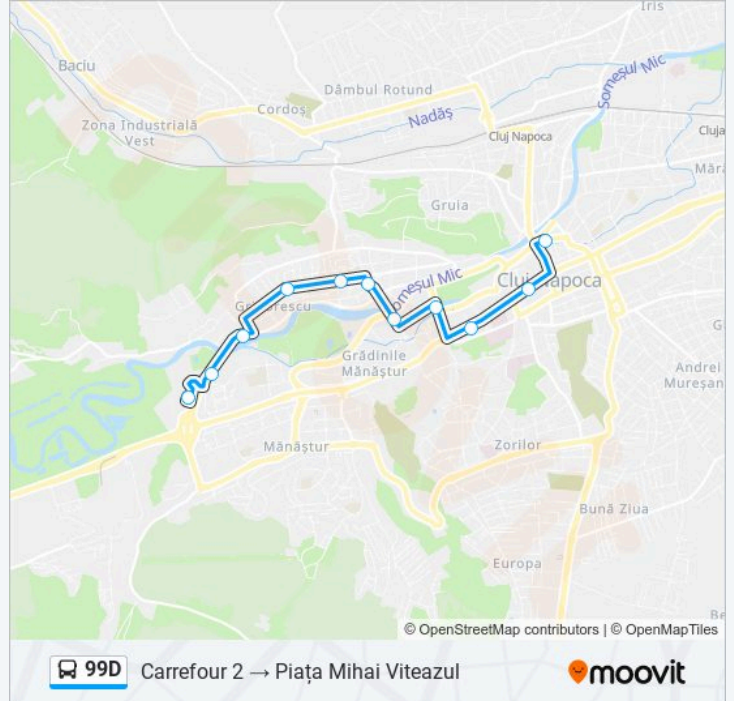 Iris
Baciu
Someșul Mic
Dâmbul Rotund
Cordoș
Nadăș
Zona Industrială
Vest
Cluj Napoca
Cluja
Mără
Gruia
Someșul Mic
Cluj-Napoca
Grigorescu
Grădinile
Mănăștur
Andrei
Mureșan
G
Mănăștur
Zorilor
Bună Ziua
Europa
Be
© OpenStreetMap contributors | © OpenMapTiles
99D Carrefour 2 → Piața Mihai Viteazul
moovit